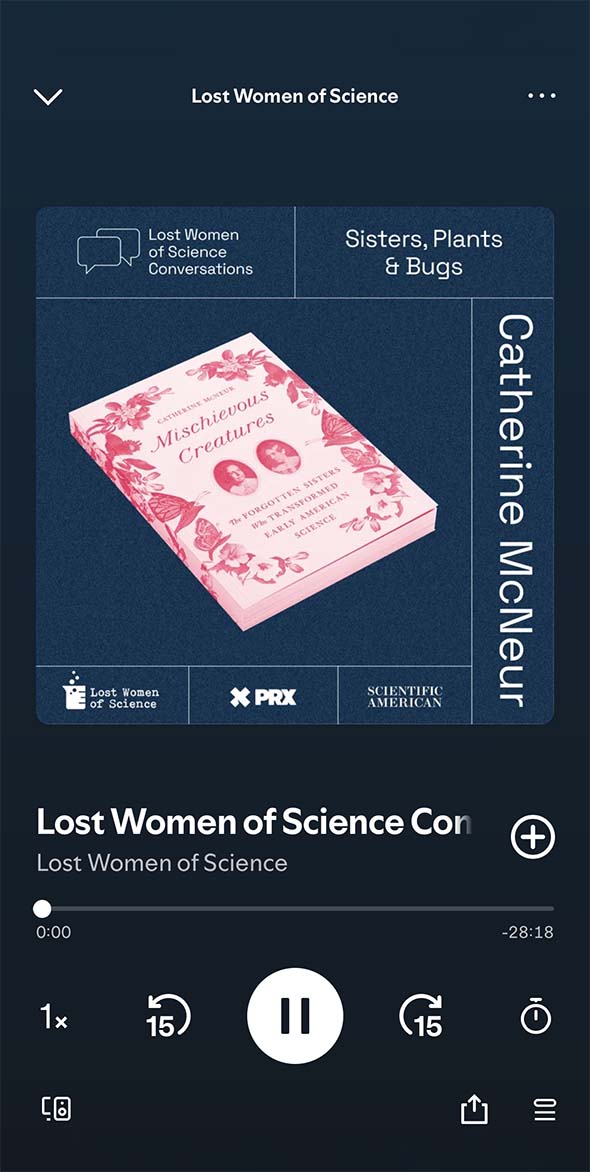 Lost Women of Science
Lost Women
of Science
Conversations
Sisters, Plants
& Bugs
Catherine McNeur
CATHERINE MCNEUR
Mischievous
Creatures
The FORGOTTEN SISTERS
Who TRANSFORMED
EARLY AMERICAN
SCIENCE
Lost Women
of Science
PRX
SCIENTIFIC
AMERICAN
Lost Women of Science Con
Lost Women of Science
0:00
-28:18
1x
15
15